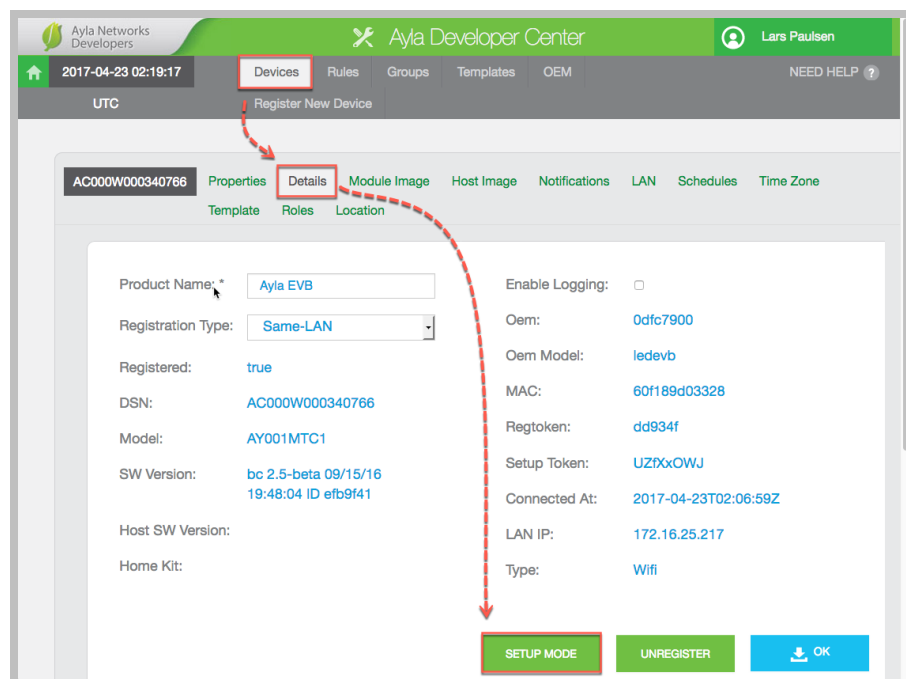 Ayla Networks
Developers
Ayla Developer Center
Lars Paulsen
2017-04-23 02:19:17
UTC
Devices Rules Groups Templates OEM
NEED HELP ?
Register New Device
AC000W000340766 Properties Details Module Image Host Image Notifications LAN Schedules Time Zone
Template Roles Location
Product Name: * Ayla EVB
Registration Type: Same-LAN
Registered: true
DSN: AC000W000340766
Model: AY001MTC1
SW Version: bc 2.5-beta 09/15/16
19:48:04 ID efb9f41
Host SW Version:
Home Kit:
Enable Logging:
Oem: 0dfc7900
Oem Model: ledevb
MAC: 60f189d03328
Regtoken: dd934f
Setup Token: UZfXxOWJ
Connected At: 2017-04-23T02:06:59Z
LAN IP: 172.16.25.217
Type: Wifi
SETUP MODE UNREGISTER OK